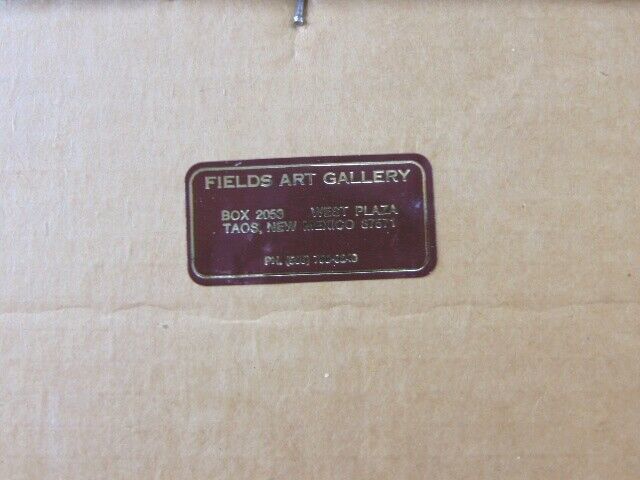 FIELDS ART GALLERY
BOX 2053 WEST PLAZA
TAOS, NEW MEXICO 87571
PH.